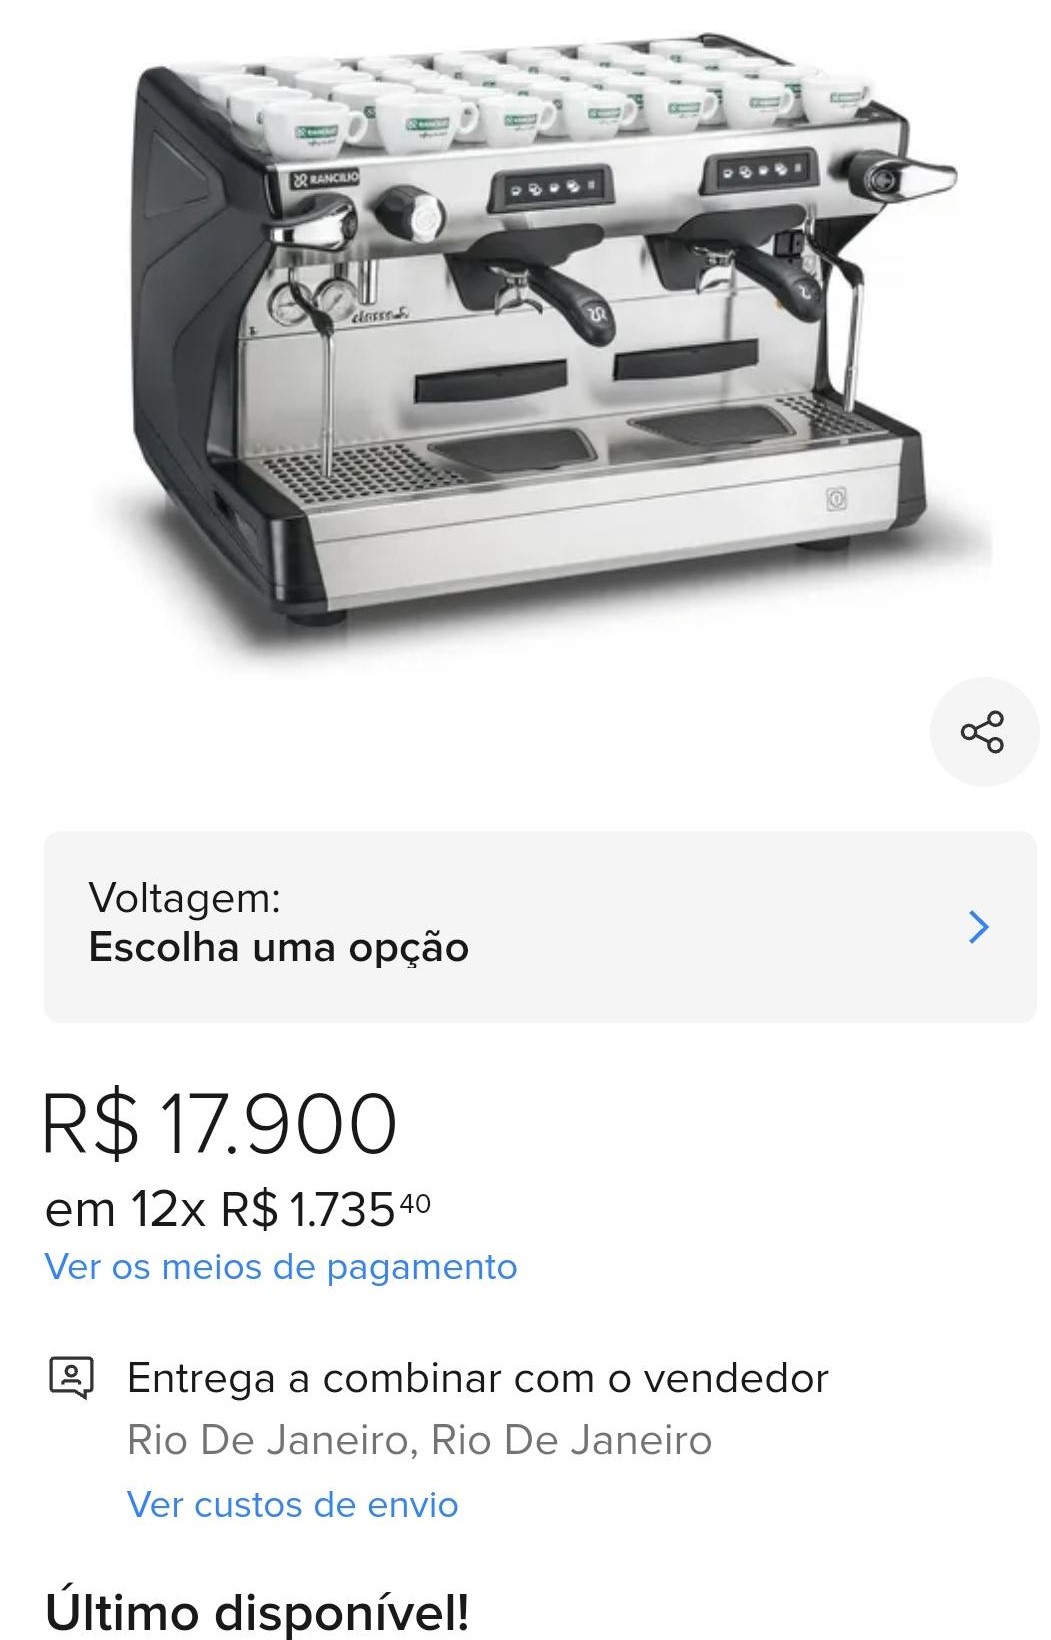 RANCILIO
classe 5
Voltagem:
Escolha uma opção
R$ 17.900
em 12x R$ 1.735 40
Ver os meios de pagamento
Entrega a combinar com o vendedor
Rio De Janeiro, Rio De Janeiro
Ver custos de envio
Último disponível!